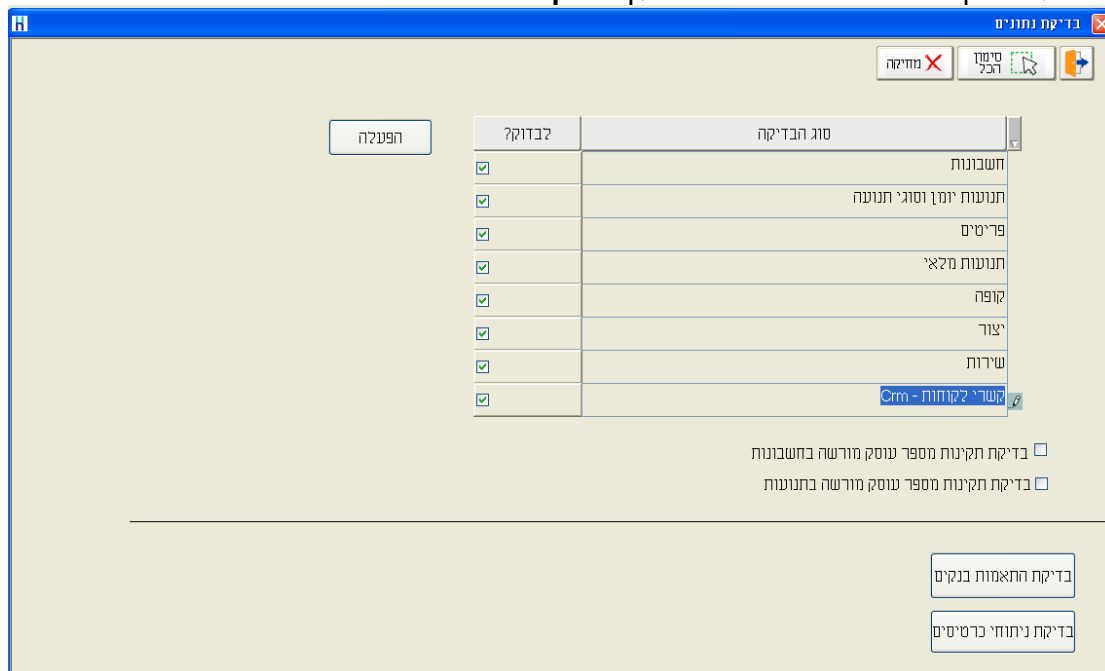 בדיקת נתונים
H
סימון הכל
מחיקה
סוג הבדיקה לבדוק?
הפעלה
חשבונות
תנועות יומן וסוגי תנועה
פריטים
תנועות מלאי
קופה
יצור
שירות
קשרי לקוחות - Crm
בדיקת תקינות מספר עוסק מורשה בחשבונות
בדיקת תקינות מספר עוסק מורשה בתנועות
בדיקת התאמות בנקים
בדיקת ניתוחי כרטיסים